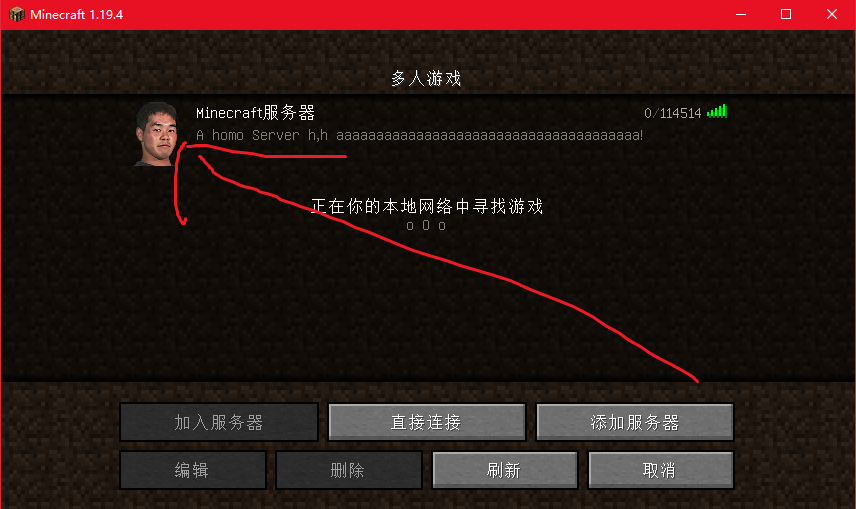 Minecraft 1.19.4
多人游戏
Minecraft服务器 0/114514
A homo Server h,h aaaaaaaaaaaaaaaaaaaaaaaaaaaaaaaaaaaaaa!
正在你的本地网络中寻找游戏
o O o
加入服务器 直接连接 添加服务器
编辑 删除 刷新 取消